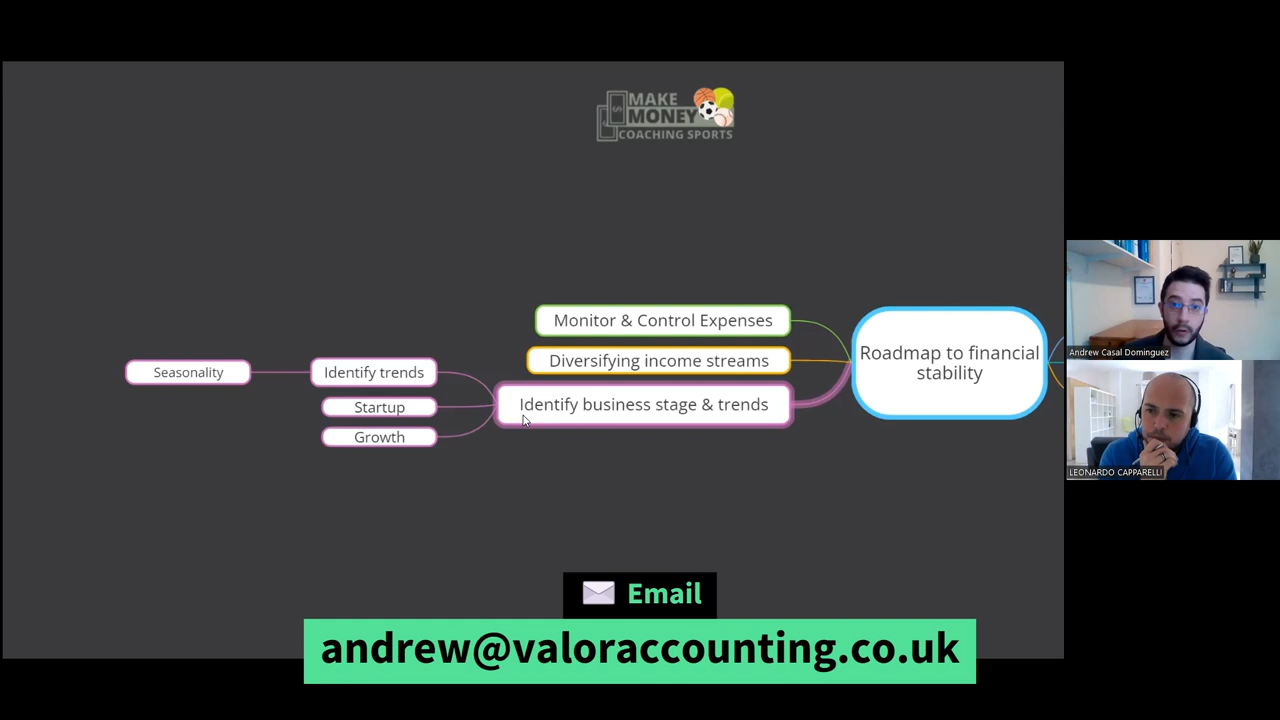 MAKE
MONEY
COACHING SPORTS
Monitor & Control Expenses
Diversifying income streams
Identify business stage & trends
Roadmap to financial
stability
Identify trends
Startup
Growth
Seasonality
Andrew Casal Dominguez
LEONARDO CAPPARELLI
Email
andrew@valoraccounting.co.uk